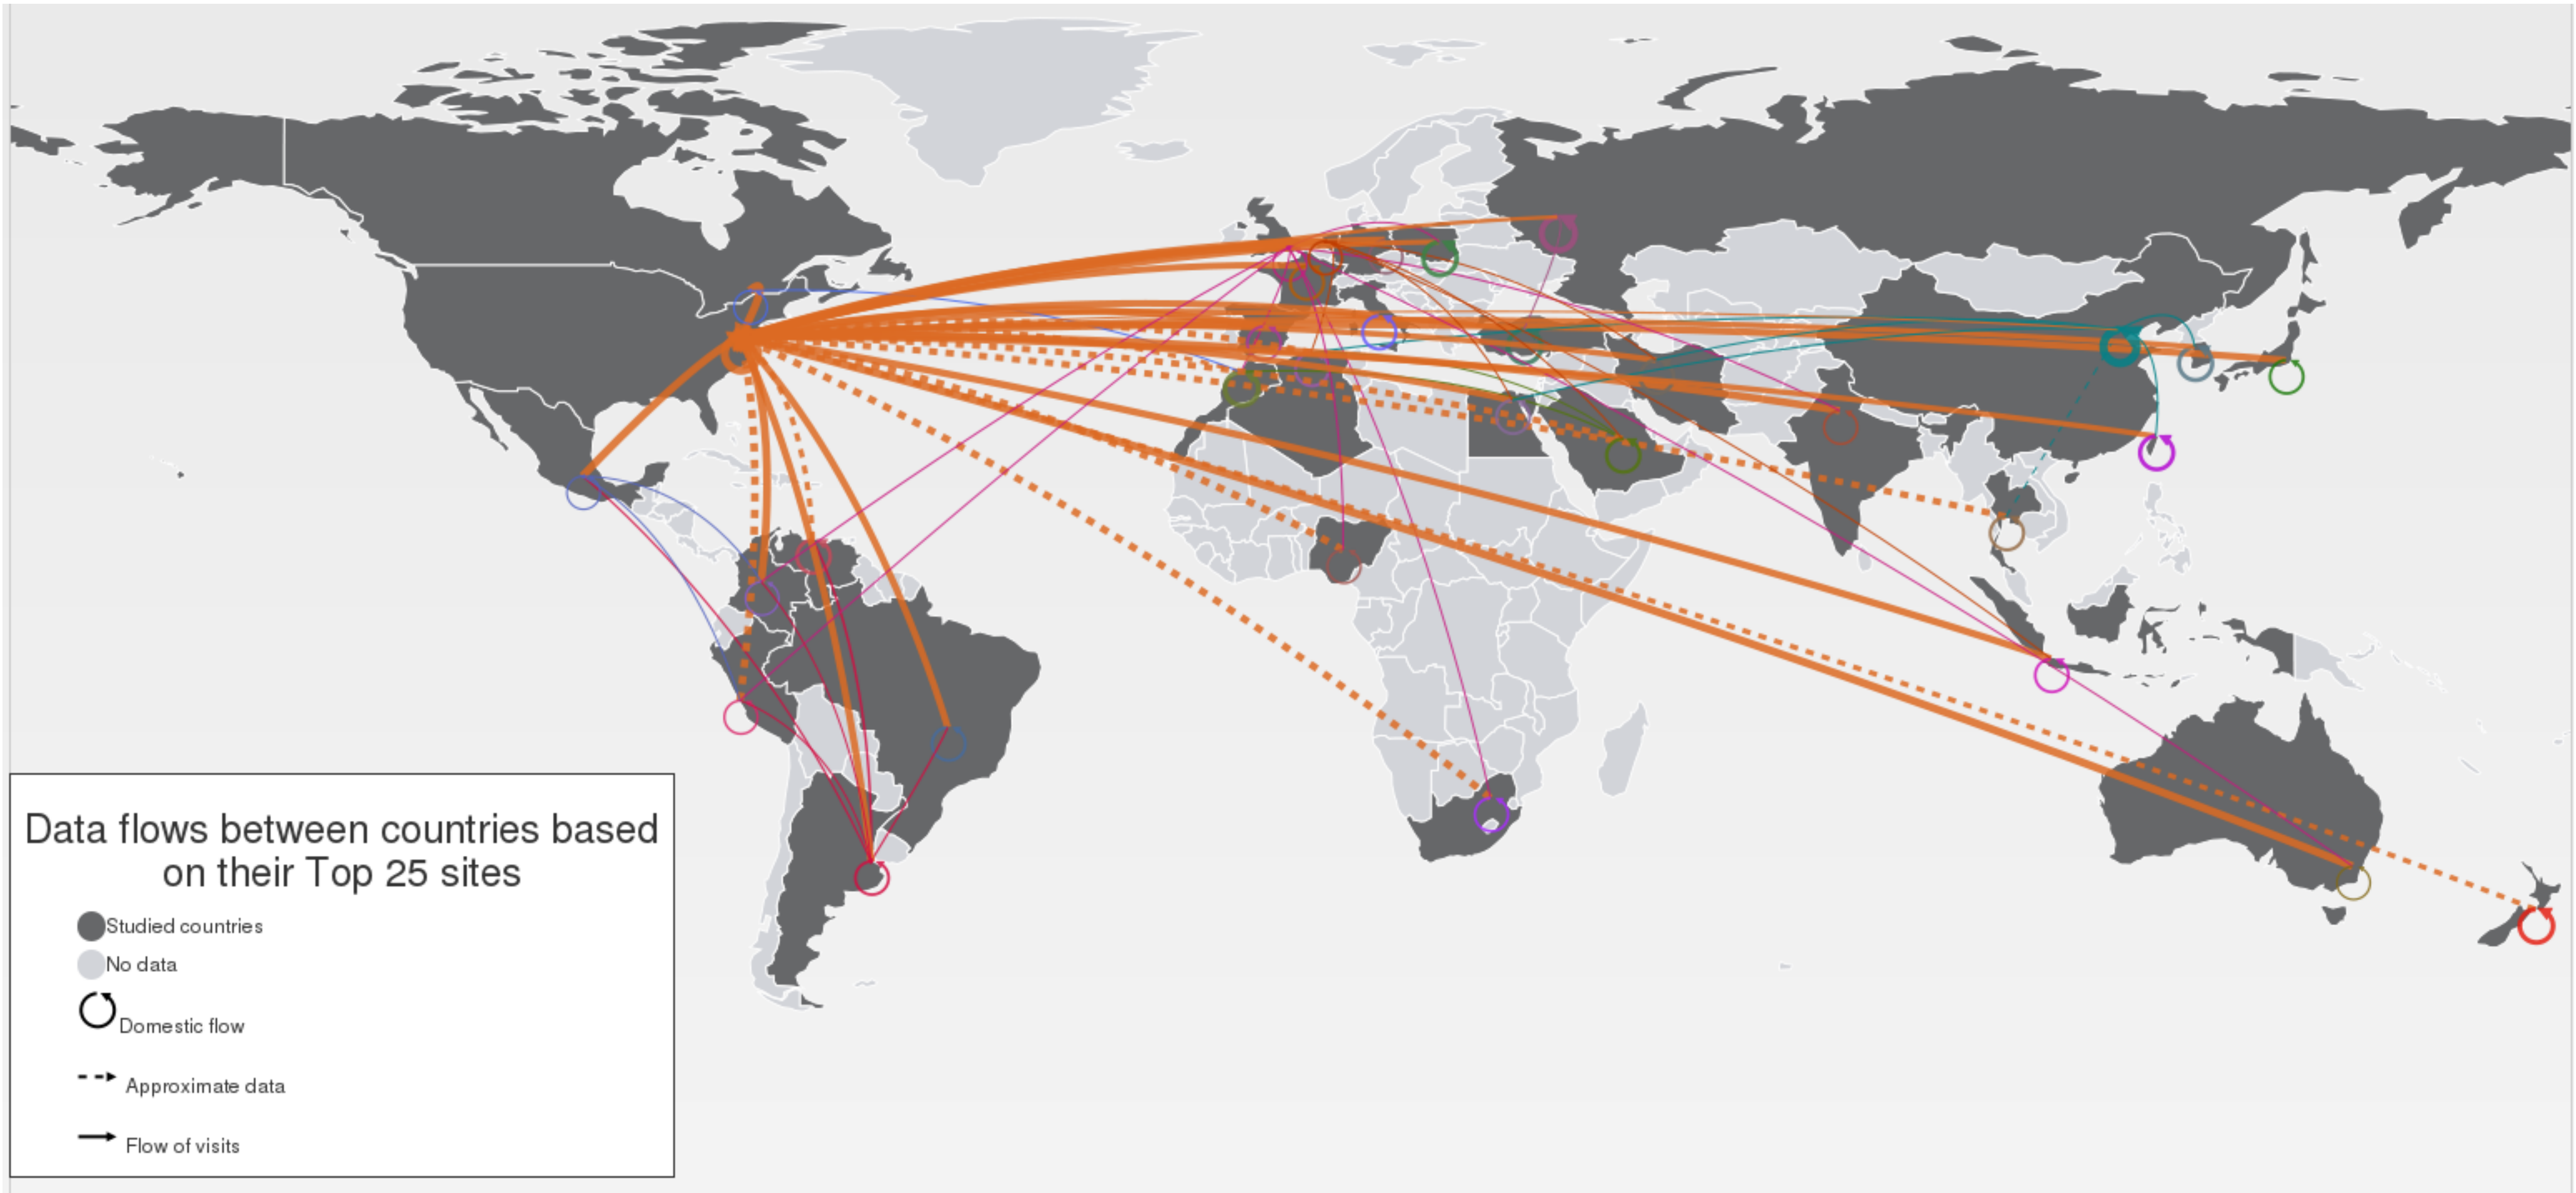 Data flows between countries based
on their Top 25 sites
Studied countries
No data
Domestic flow
Approximate data
Flow of visits